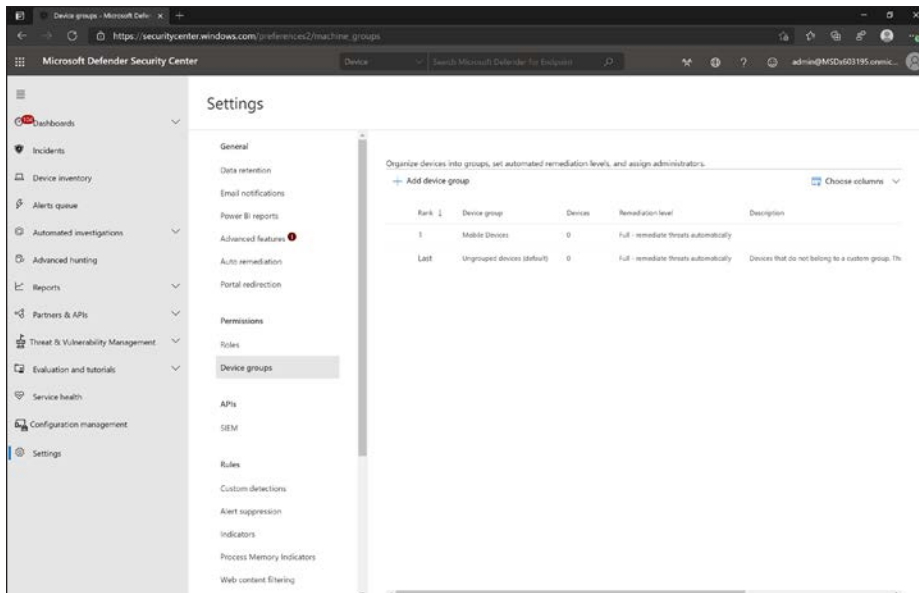 Device groups - Microsoft Defen
https://securitycenter.windows.com/preferences2/machine_groups
Microsoft Defender Security Center
Device
Search Microsoft Defender for Endpoint
admin@MSDx603195.onmic...
Settings
Dashboards
Incidents
Device inventory
Alerts queue
Automated investigations
Advanced hunting
Reports
Partners & APIs
Threat & Vulnerability Management
Evaluation and tutorials
Service health
Configuration management
Settings
General
Data retention
Email notifications
Power BI reports
Advanced features
Auto remediation
Portal redirection
Permissions
Roles
Device groups
APIs
SIEM
Rules
Custom detections
Alert suppression
Indicators
Process Memory Indicators
Web content filtering
Organize devices into groups, set automated remediation levels, and assign administrators.
+ Add device group
Choose columns
Rank ↓ Device group Devices Remediation level Description
1 Mobile Devices 0 Full - remediate threats automatically
Last Ungrouped devices (default) 0 Full - remediate threats automatically Devices that do not belong to a custom group. Th